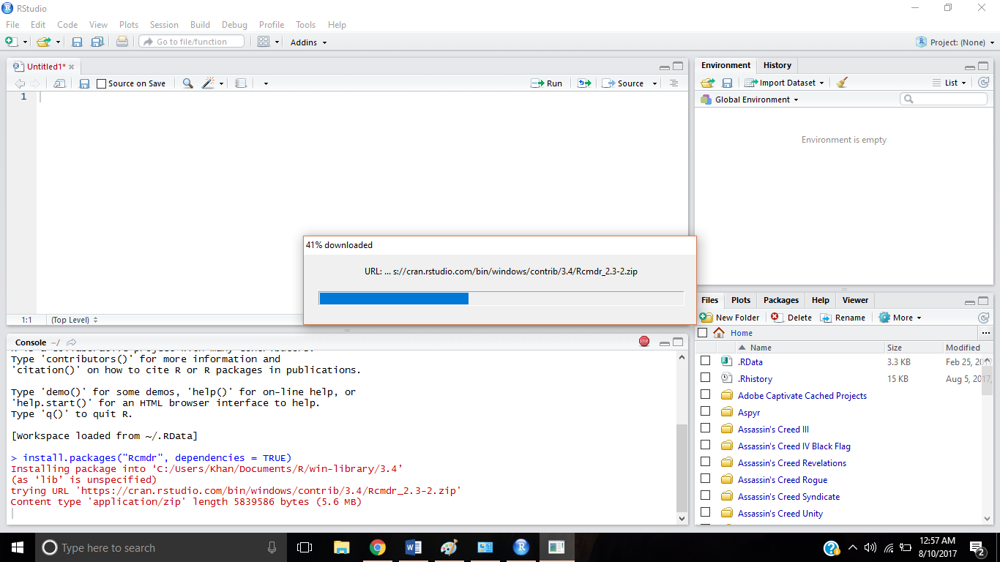 RStudio
File Edit Code View Plots Session Build Debug Profile Tools Help
Go to file/function Addins Project: (None)
Untitled1*
Source on Save Run Source
1
1:1 (Top Level)
Environment History
Import Dataset List
Global Environment
Environment is empty
41% downloaded
URL: ... s://cran.rstudio.com/bin/windows/contrib/3.4/Rcmdr_2.3-2.zip
Console ~/
R is a collaborative project with many contributors.
Type 'contributors()' for more information and
'citation()' on how to cite R or R packages in publications.
Type 'demo()' for some demos, 'help()' for on-line help, or
'help.start()' for an HTML browser interface to help.
Type 'q()' to quit R.
[Workspace loaded from ~/.RData]
> install.packages("Rcmdr", dependencies = TRUE)
Installing package into ‘C:/Users/Khan/Documents/R/win-library/3.4’
(as ‘lib’ is unspecified)
trying URL 'https://cran.rstudio.com/bin/windows/contrib/3.4/Rcmdr_2.3-2.zip'
Content type 'application/zip' length 5839586 bytes (5.6 MB)
Files Plots Packages Help Viewer
New Folder Delete Rename More
Home ...
Name Size Modified
.RData 3.3 KB Feb 25, 2017
.Rhistory 15 KB Aug 5, 2017,
Adobe Captivate Cached Projects
Aspyr
Assassin's Creed III
Assassin's Creed IV Black Flag
Assassin's Creed Revelations
Assassin's Creed Rogue
Assassin's Creed Syndicate
Assassin's Creed Unity
Type here to search
12:57 AM
8/10/2017
2